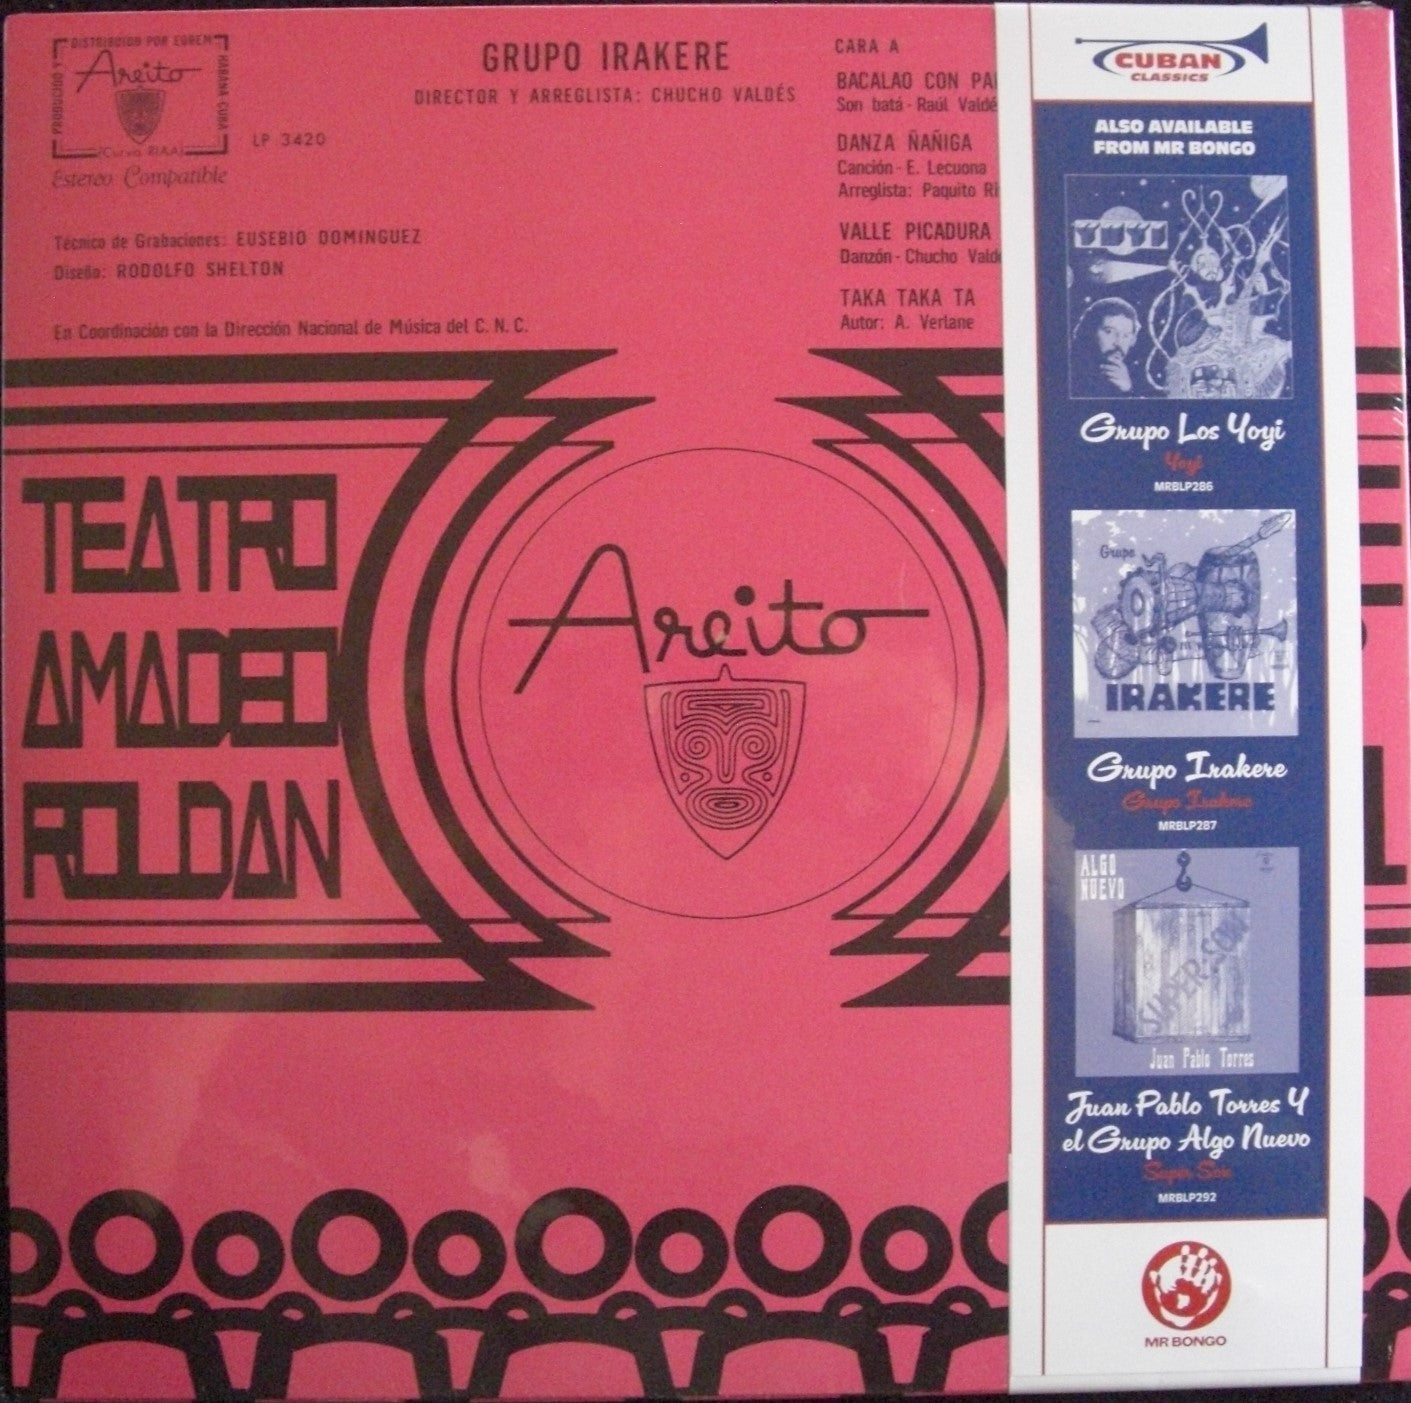 DISTRIBUIDO POR EGREM
PRODUCIDO Y
HABANA CUBA
Areito
(Curva RIAA)
Estereo Compatible
LP 3420
GRUPO IRAKERE
DIRECTOR Y ARREGLISTA: CHUCHO VALDÉS
Técnico de Grabaciones: EUSEBIO DOMINGUEZ
Diseño: RODOLFO SHELTON
En Coordinación con la Dirección Nacional de Música del C. N. C.
CARA A
BACALAO CON
Son batá - Raúl
DANZA ÑAÑIGA
Canción - E. Lecuona
Arreglista: Paquito
VALLE PICADURA
Danzón - Chucho
TAKA TAKA TA
Autor: A. Verlane
TEATRO
AMADEO
ROLDAN
Areito
CUBAN
CLASSICS
ALSO AVAILABLE
FROM MR BONGO
Grupo Los Yoyi
Yoyi
MRBLP286
Grupo
IRAKERE
Grupo Irakere
Grupo Irakere
MRBLP287
ALGO
NUEVO
SUPER-SON
Juan Pablo Torres
Juan Pablo Torres Y
el Grupo Algo Nuevo
Super Son
MRBLP292
MR BONGO